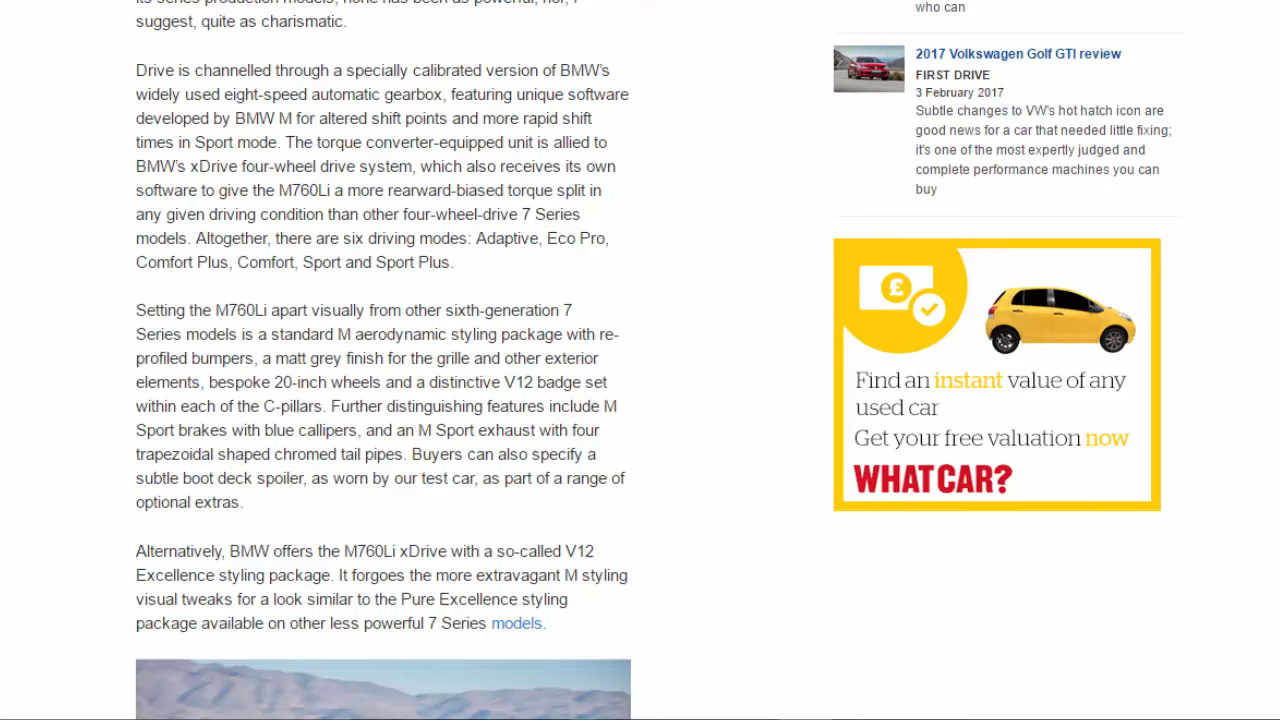 suggest, quite as charismatic.
Drive is channelled through a specially calibrated version of BMW's
widely used eight-speed automatic gearbox, featuring unique software
developed by BMW M for altered shift points and more rapid shift
times in Sport mode. The torque converter-equipped unit is allied to
BMW's xDrive four-wheel drive system, which also receives its own
software to give the M760Li a more rearward-biased torque split in
any given driving condition than other four-wheel-drive 7 Series
models. Altogether, there are six driving modes: Adaptive, Eco Pro,
Comfort Plus, Comfort, Sport and Sport Plus.
Setting the M760Li apart visually from other sixth-generation 7
Series models is a standard M aerodynamic styling package with re-
profiled bumpers, a matt grey finish for the grille and other exterior
elements, bespoke 20-inch wheels and a distinctive V12 badge set
within each of the C-pillars. Further distinguishing features include M
Sport brakes with blue callipers, and an M Sport exhaust with four
trapezoidal shaped chromed tail pipes. Buyers can also specify a
subtle boot deck spoiler, as worn by our test car, as part of a range of
optional extras.
Alternatively, BMW offers the M760Li xDrive with a so-called V12
Excellence styling package. It forgoes the more extravagant M styling
visual tweaks for a look similar to the Pure Excellence styling
package available on other less powerful 7 Series models.
who can
2017 Volkswagen Golf GTI review
FIRST DRIVE
3 February 2017
Subtle changes to VW's hot hatch icon are
good news for a car that needed little fixing;
it's one of the most expertly judged and
complete performance machines you can
buy
£
Find an instant value of any
used car
Get your free valuation now
WHAT CAR?